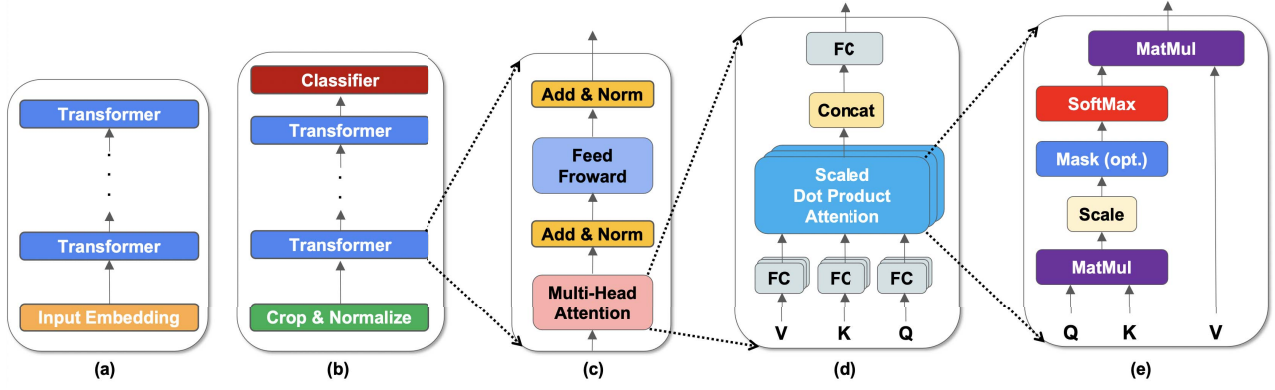 Transformer
Transformer
Input Embedding
(a)
Classifier
Transformer
Transformer
Crop & Normalize
(b)
Add & Norm
Feed
Froward
Add & Norm
Multi-Head
Attention
(c)
FC
Concat
Scaled
Dot Product
Attention
FC FC FC
V K Q
(d)
MatMul
SoftMax
Mask (opt.)
Scale
MatMul
Q K V
(e)